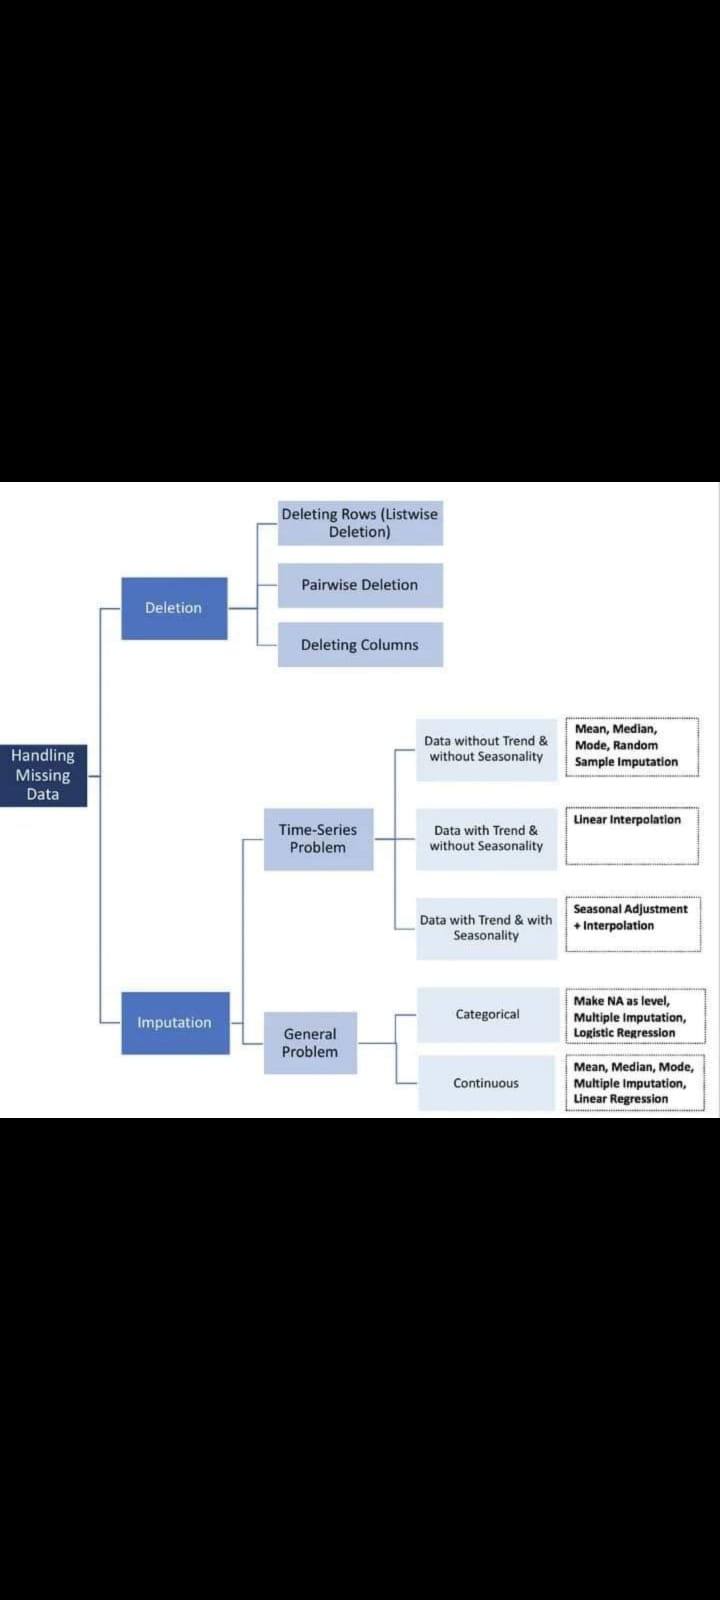 Deleting Rows (Listwise
Deletion)
Deletion
Pairwise Deletion
Deleting Columns
Handling
Missing
Data
Data without Trend &
without Seasonality
Mean, Median,
Mode, Random
Sample Imputation
Time-Series
Problem
Data with Trend &
without Seasonality
Linear Interpolation
Data with Trend & with
Seasonality
Seasonal Adjustment
+ Interpolation
Imputation
General
Problem
Categorical
Make NA as level,
Multiple Imputation,
Logistic Regression
Continuous
Mean, Median, Mode,
Multiple Imputation,
Linear Regression